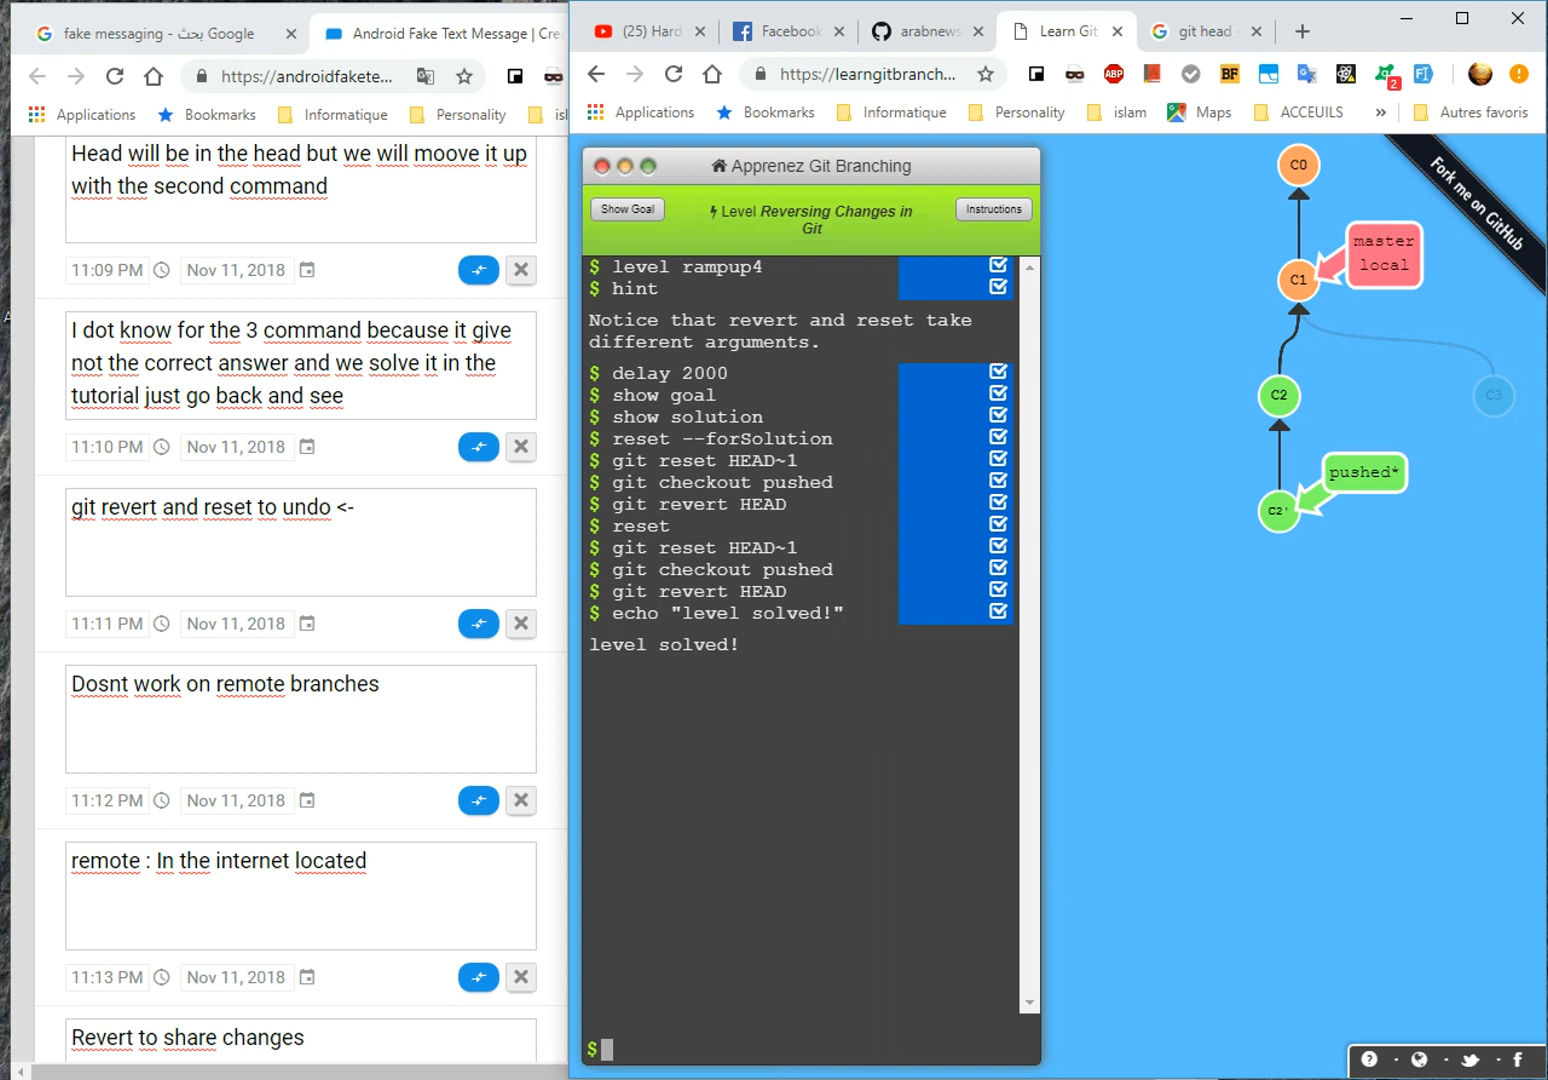 fake messaging - بحث Google
Android Fake Text Message | Cre
https://androidfakete...
Applications
Bookmarks
Informatique
Personality
isl
Head will be in the head but we will moove it up
with the second command
11:09 PM
Nov 11, 2018
I dot know for the 3 command because it give
not the correct answer and we solve it in the
tutorial just go back and see
11:10 PM
Nov 11, 2018
git revert and reset to undo <-
11:11 PM
Nov 11, 2018
Dosnt work on remote branches
11:12 PM
Nov 11, 2018
remote : In the internet located
11:13 PM
Nov 11, 2018
Revert to share changes
(25) Hard
Facebook
arabnews
Learn Git
git head
https://learngitbranch...
ABP
BF
2
Applications
Bookmarks
Informatique
Personality
islam
Maps
ACCEUILS
»
Autres favoris
Apprenez Git Branching
Show Goal
Level Reversing Changes in
Git
Instructions
$ level rampup4
$ hint
Notice that revert and reset take
different arguments.
$ delay 2000
$ show goal
$ show solution
$ reset --forSolution
$ git reset HEAD~1
$ git checkout pushed
$ git revert HEAD
$ reset
$ git reset HEAD~1
$ git checkout pushed
$ git revert HEAD
$ echo "level solved!"
level solved!
$
C0
Fork me on GitHub
master
local
C1
C2
C3
pushed*
C2'